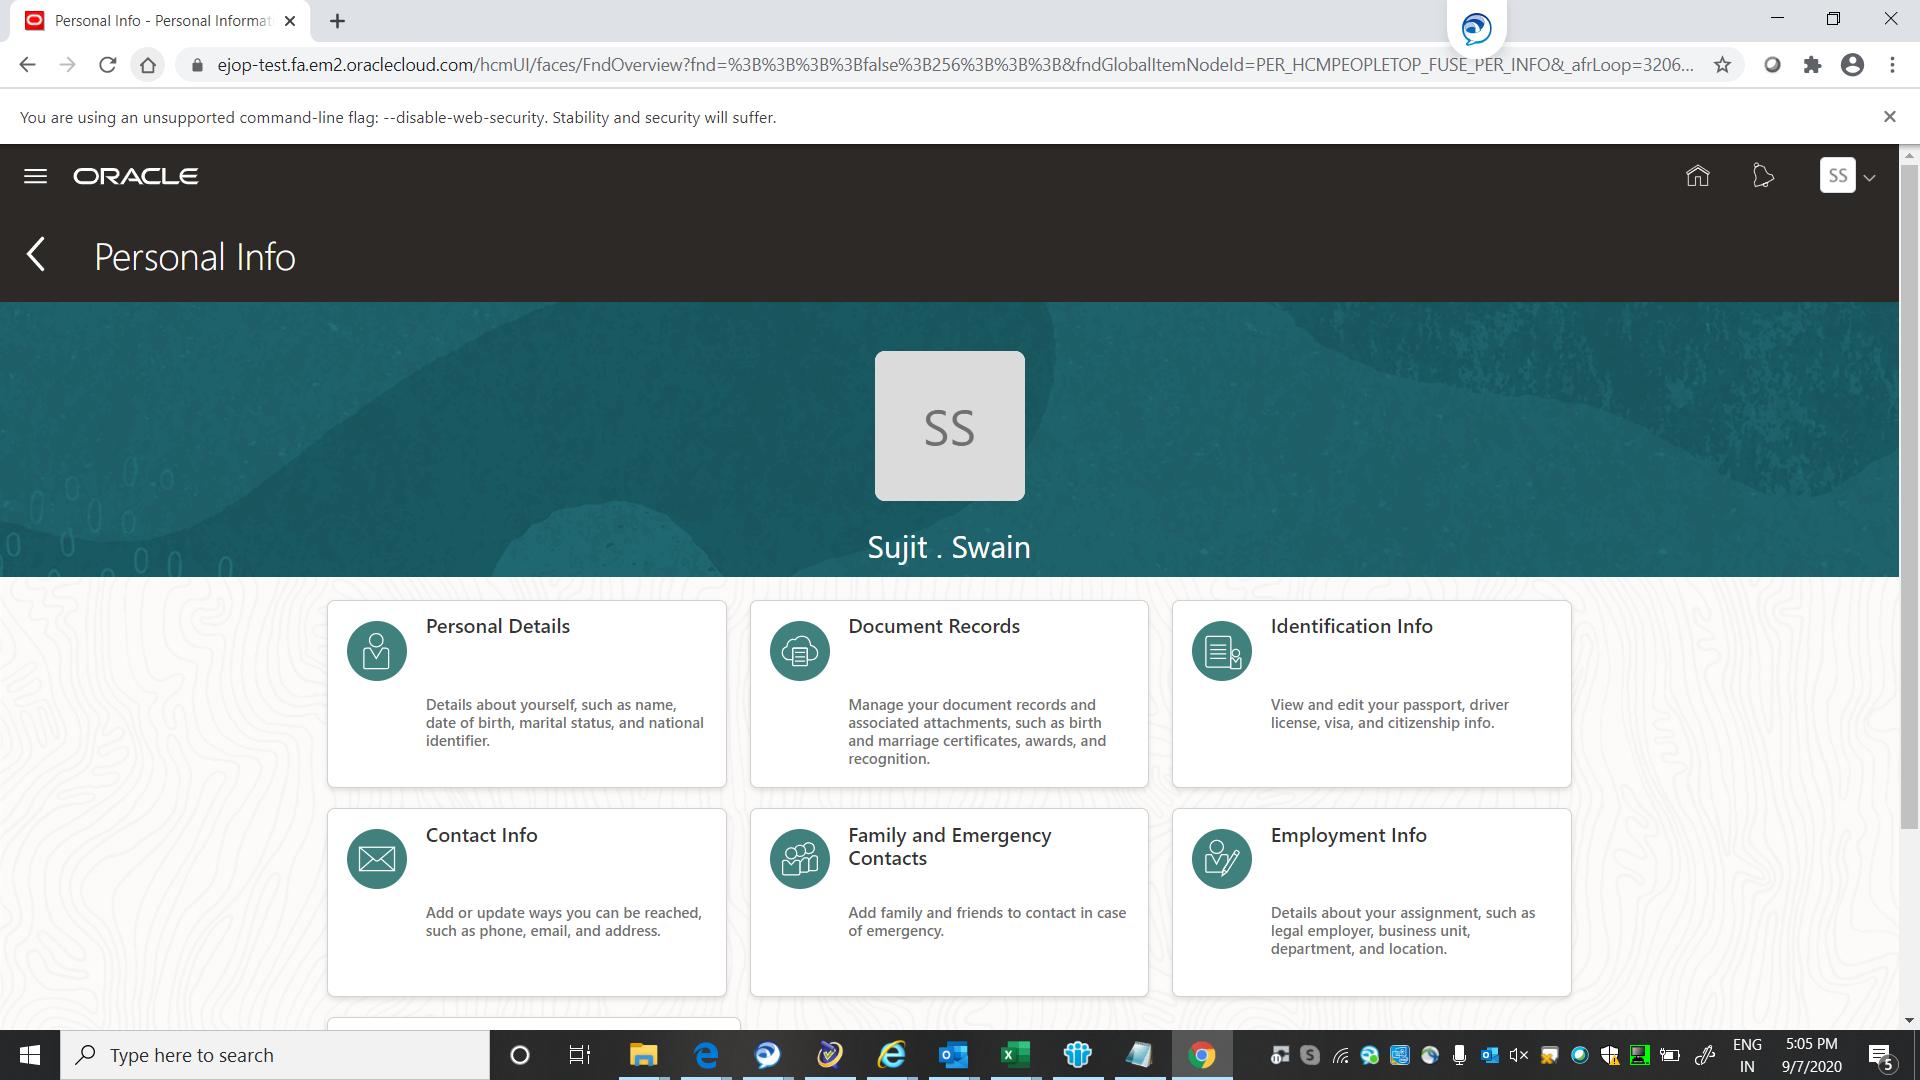 Personal Info - Personal Informat
ejop-test.fa.em2.oraclecloud.com/hcmUI/faces/FndOverview?fnd=%3B%3B%3B%3Bfalse%3B256%3B%3B%3B&fndGlobalItemNodeId=PER_HCMPEOPLETOP_FUSE_PER_INFO&_afrLoop=3206...
You are using an unsupported command-line flag: --disable-web-security. Stability and security will suffer.
ORACLE
SS
Personal Info
SS
Sujit . Swain
Personal Details
Details about yourself, such as name,
date of birth, marital status, and national
identifier.
Document Records
Manage your document records and
associated attachments, such as birth
and marriage certificates, awards, and
recognition.
Identification Info
View and edit your passport, driver
license, visa, and citizenship info.
Contact Info
Add or update ways you can be reached,
such as phone, email, and address.
Family and Emergency
Contacts
Add family and friends to contact in case
of emergency.
Employment Info
Details about your assignment, such as
legal employer, business unit,
department, and location.
Type here to search
ENG
IN
5:05 PM
9/7/2020
5